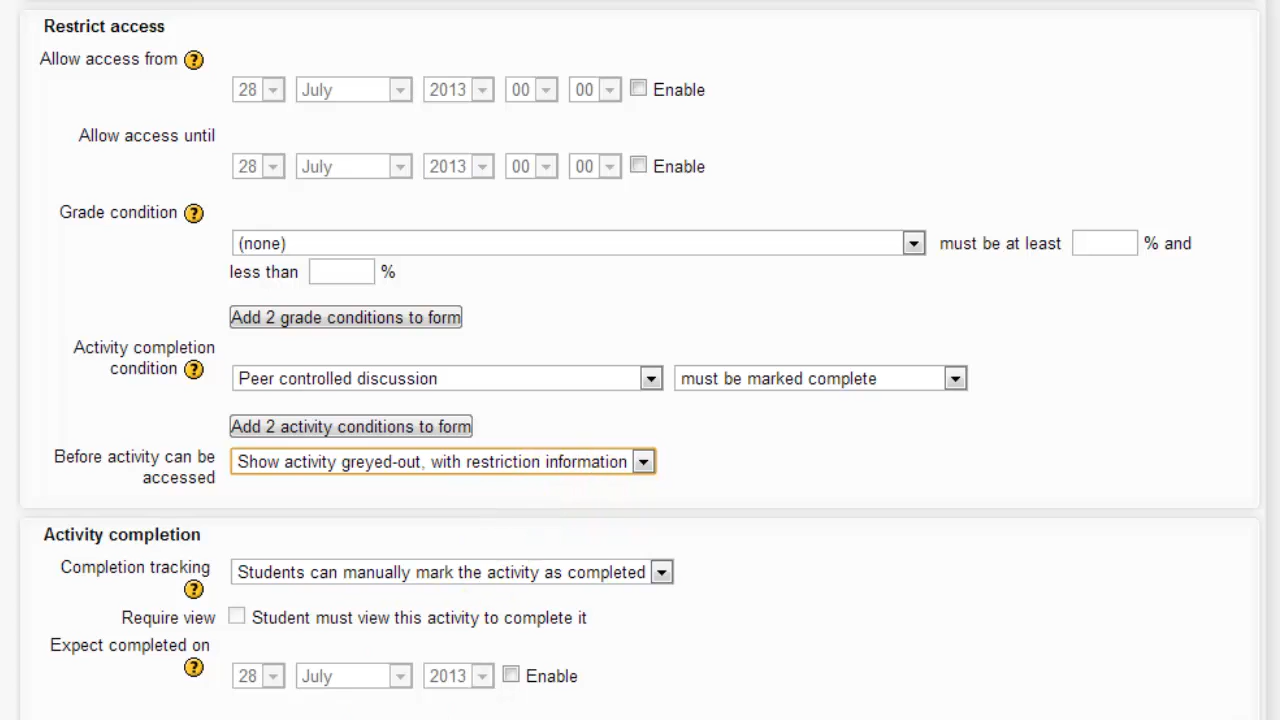 Restrict access
Allow access from ?
28 July 2013 00 00 Enable
Allow access until
28 July 2013 00 00 Enable
Grade condition ?
(none) must be at least % and
less than %
Add 2 grade conditions to form
Activity completion
condition ?
Peer controlled discussion must be marked complete
Add 2 activity conditions to form
Before activity can be
accessed
Show activity greyed-out, with restriction information
Activity completion
Completion tracking
?
Students can manually mark the activity as completed
Require view Student must view this activity to complete it
Expect completed on
?
28 July 2013 Enable